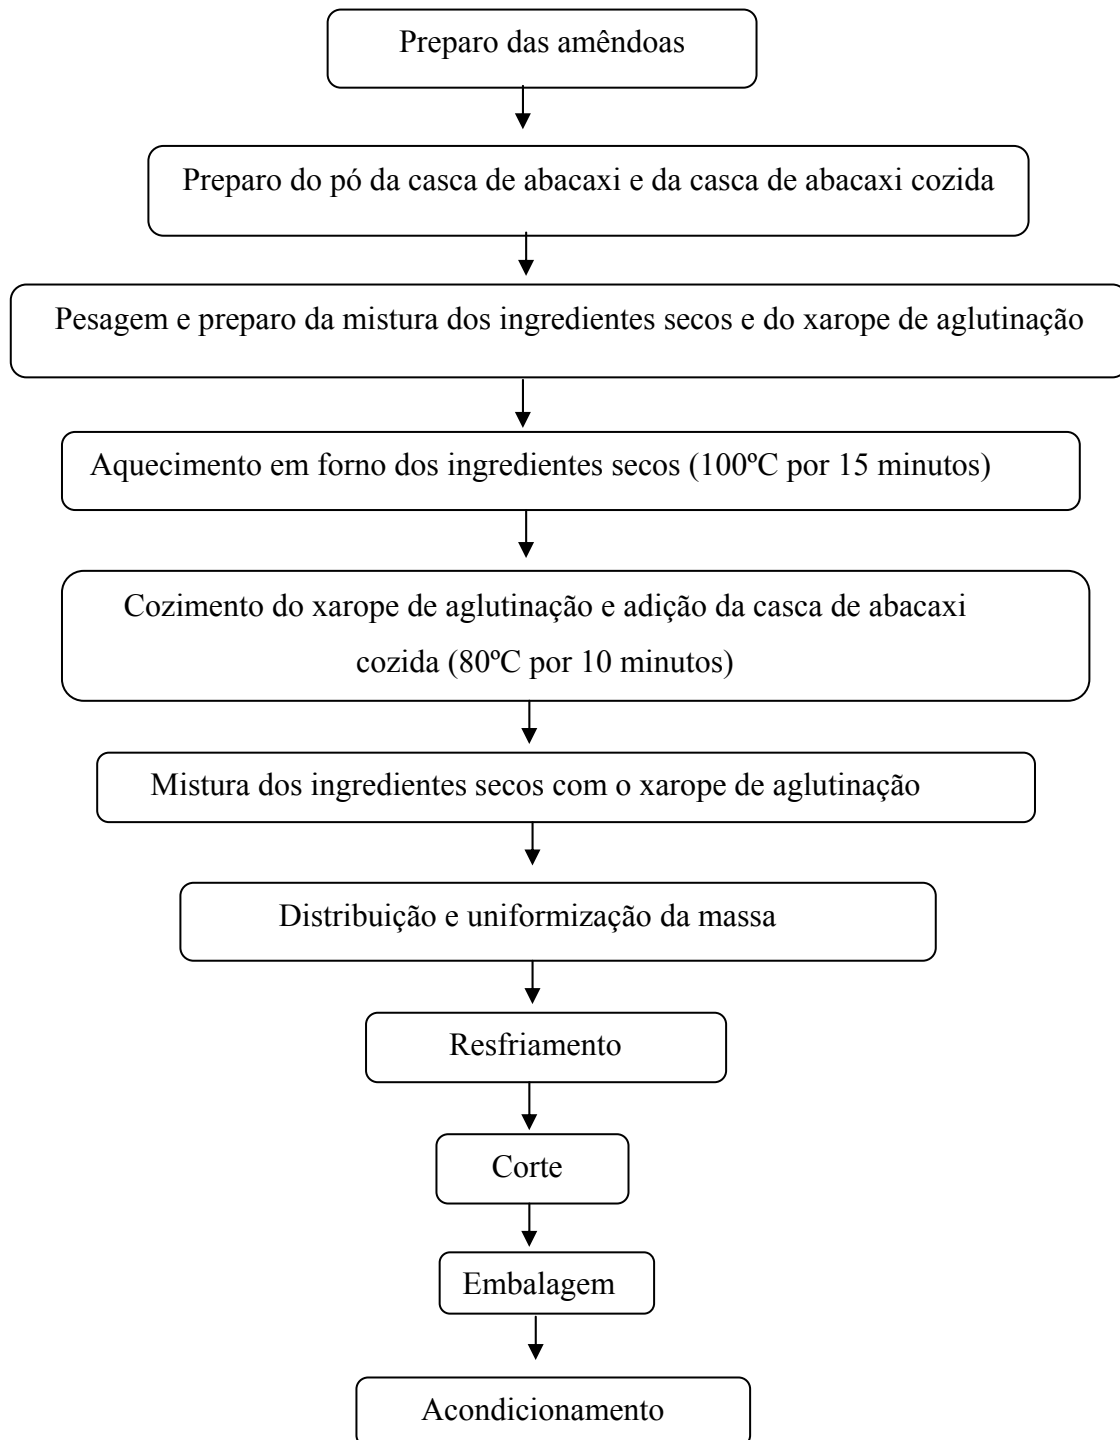 Preparo das amêndoas
Preparo do pó da casca de abacaxi e da casca de abacaxi cozida
Pesagem e preparo da mistura dos ingredientes secos e do xarope de aglutinação
Aquecimento em forno dos ingredientes secos (100ºC por 15 minutos)
Cozimento do xarope de aglutinação e adição da casca de abacaxi
cozida (80ºC por 10 minutos)
Mistura dos ingredientes secos com o xarope de aglutinação
Distribuição e uniformização da massa
Resfriamento
Corte
Embalagem
Acondicionamento